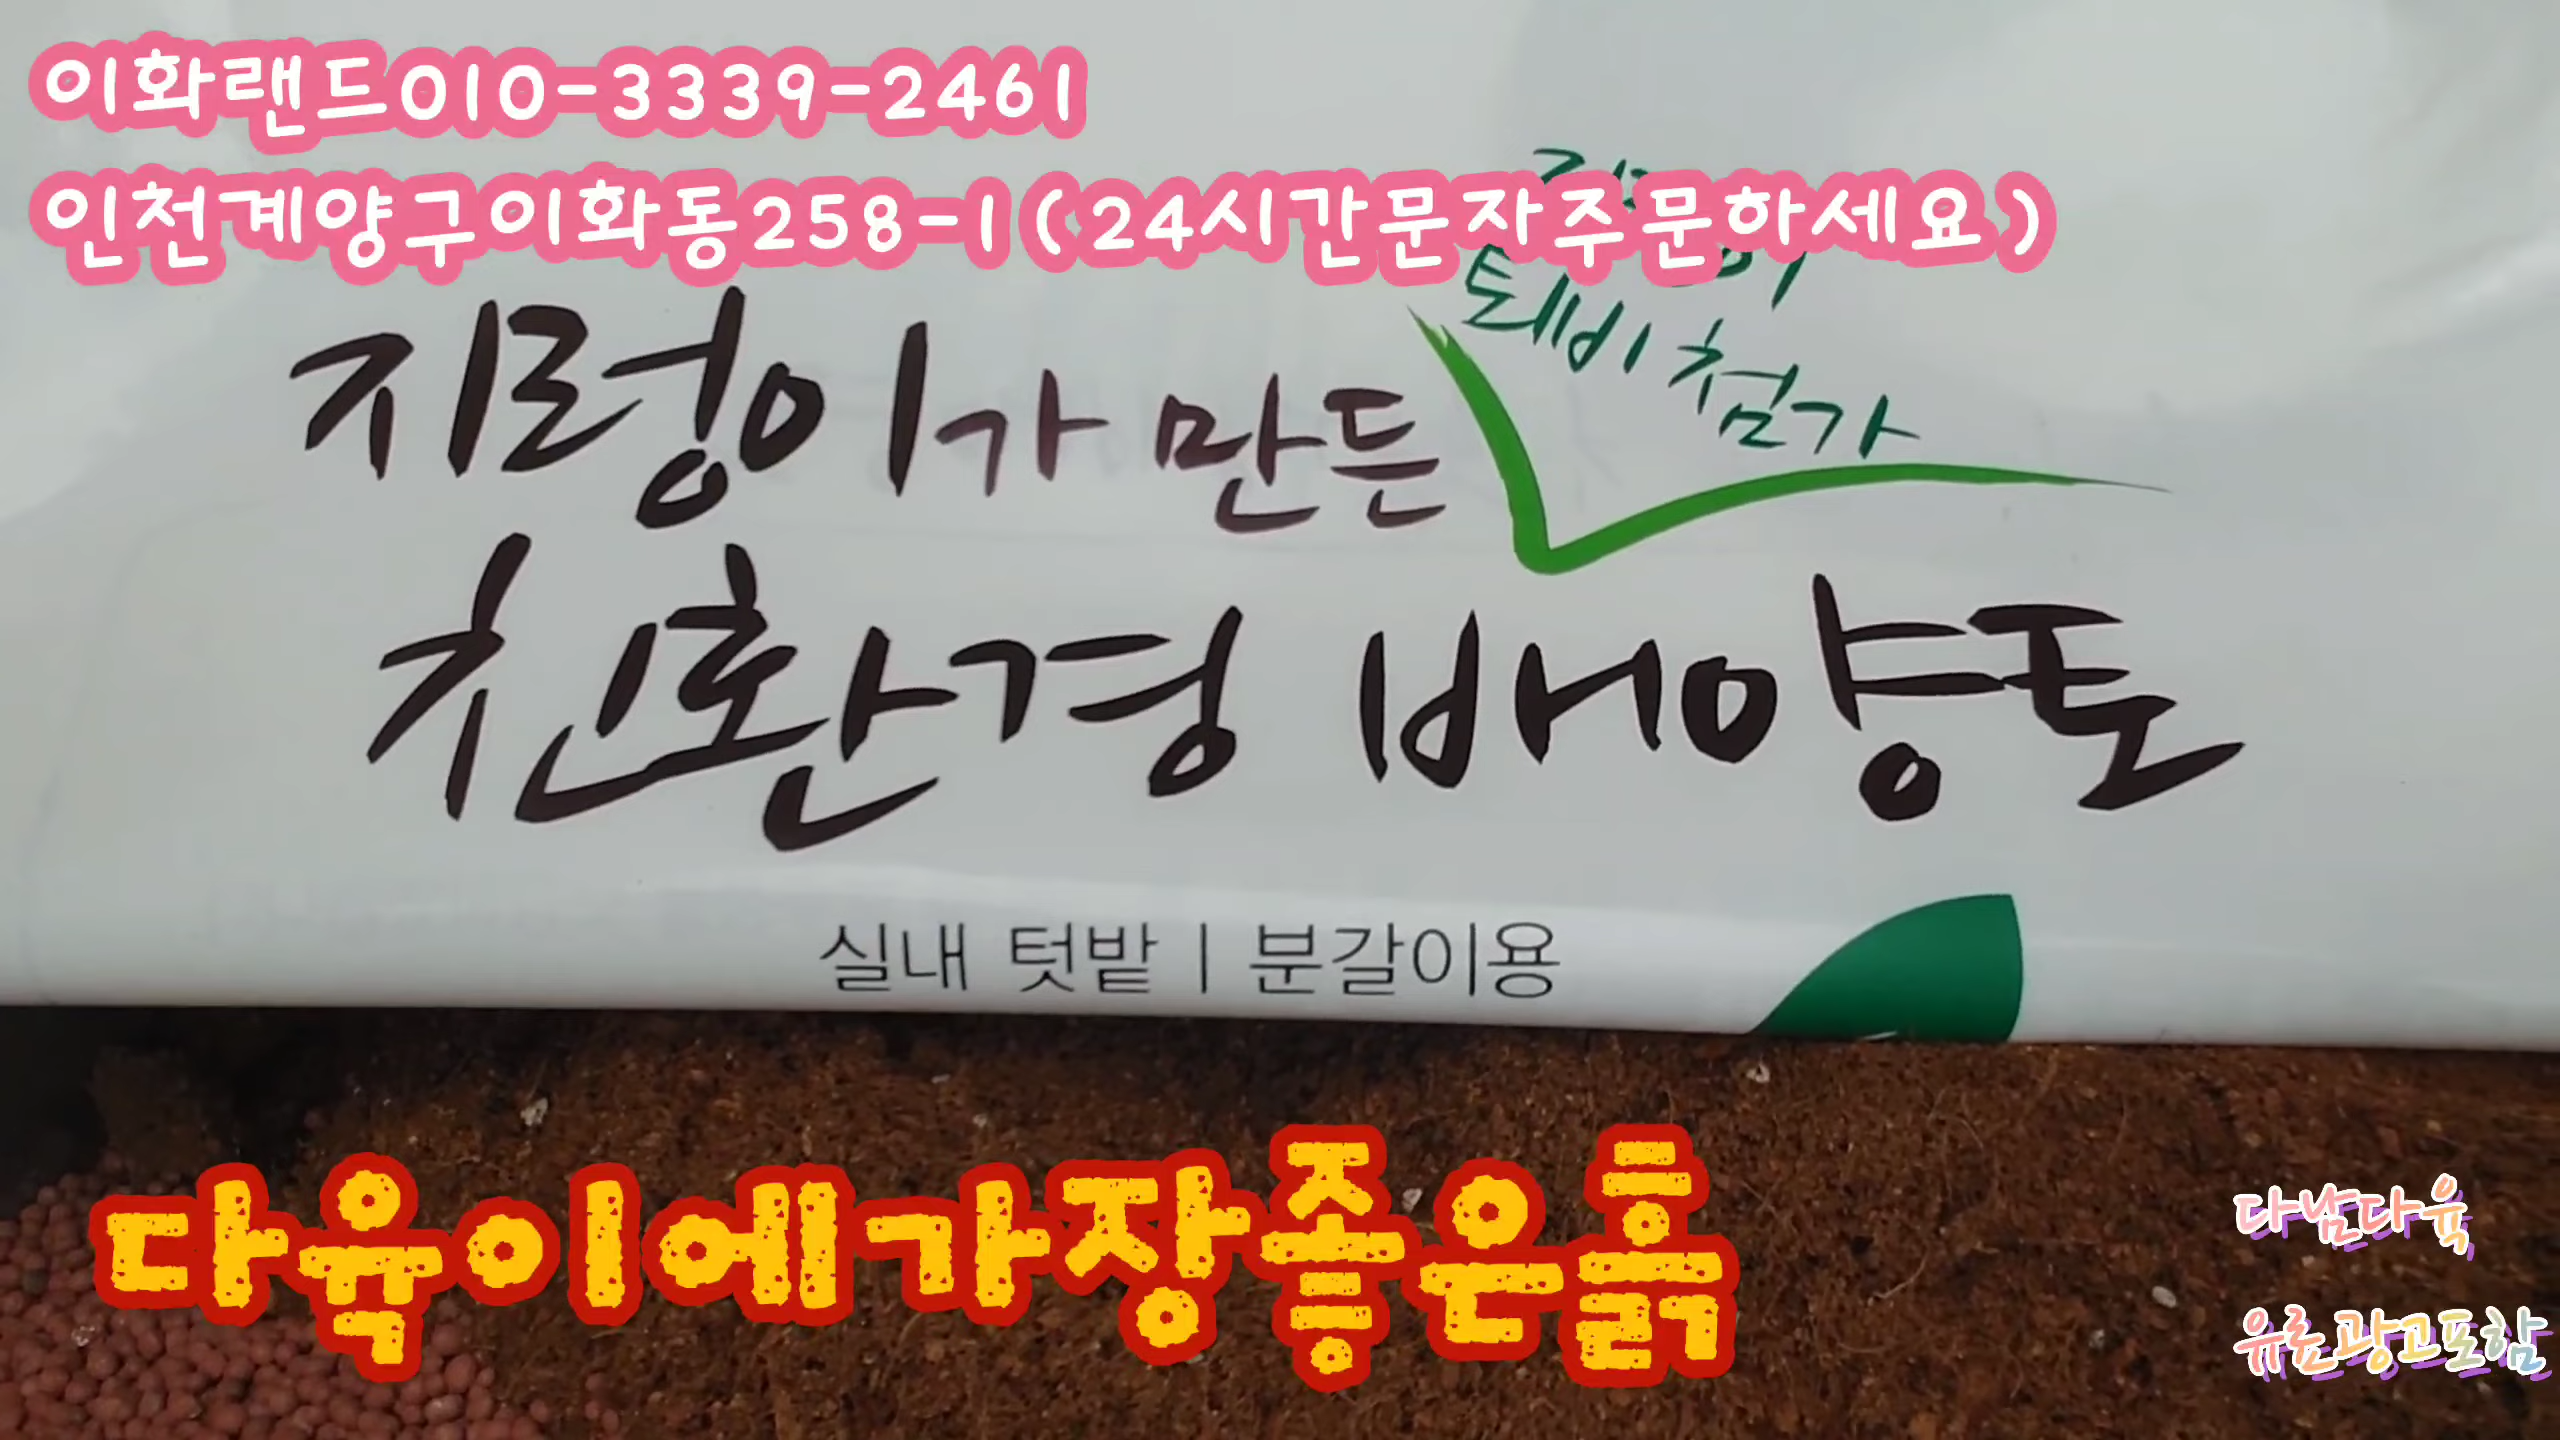 이화랜드010-3339-2461
인천계양구이화동258-1(24시간문자주문하세요)
퇴비 첨가
지렁이가 만든
친환경 배양토
실내 텃밭 | 분갈이용
다육이에가장좋은흙
다남다육
유료광고포함